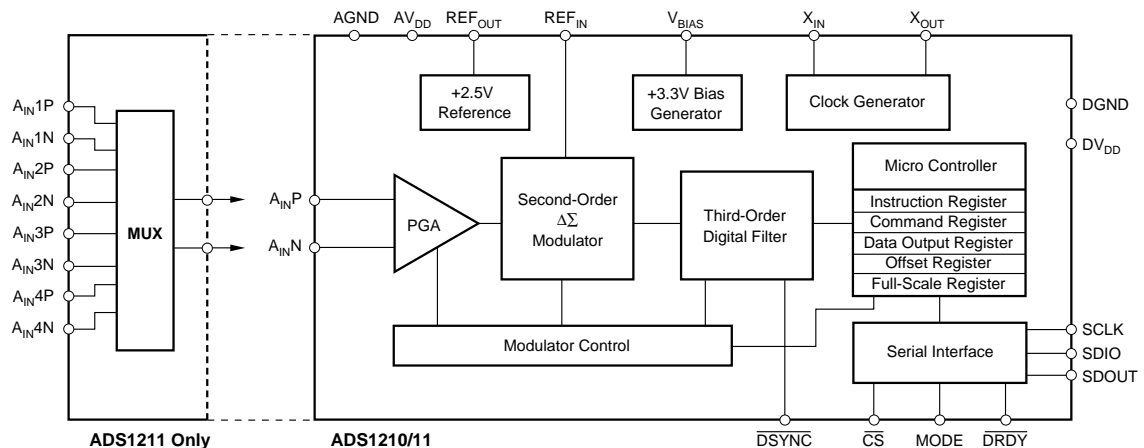 AGND AVDD REFOUT REFIN VBIAS XIN XOUT
+2.5V
Reference
+3.3V Bias
Generator
Clock Generator
DGND
DVDD
AIN1P
AIN1N
AIN2P
AIN2N
AIN3P
AIN3N
AIN4P
AIN4N
MUX
AINP
AINN
PGA
Second-Order
ΔΣ
Modulator
Third-Order
Digital Filter
Micro Controller
Instruction Register
Command Register
Data Output Register
Offset Register
Full-Scale Register
Modulator Control
Serial Interface
SCLK
SDIO
SDOUT
ADS1211 Only
ADS1210/11
DSYNC CS MODE DRDY